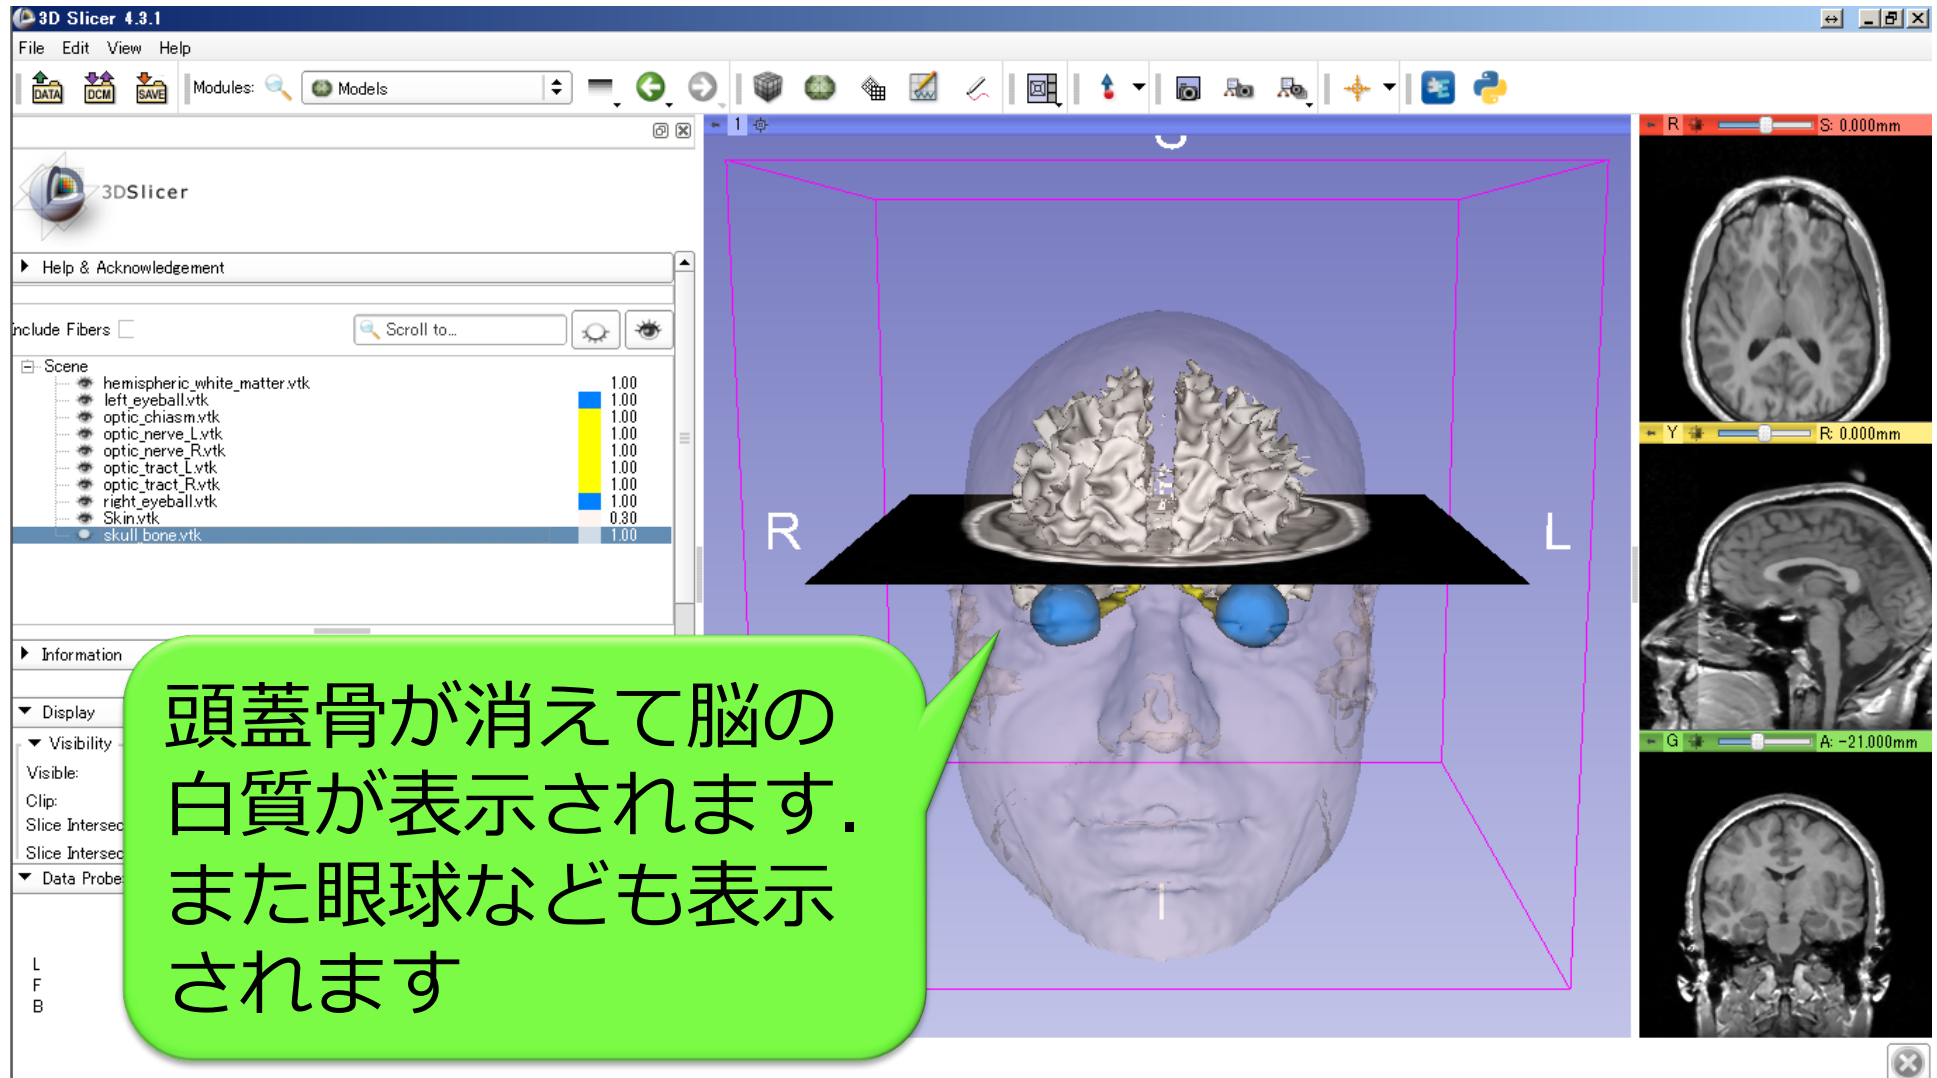 3D Slicer 4.3.1
File Edit View Help
DATA DCM SAVE Modules: Models
1
R S: 0.000mm
3DSlicer
Help & Acknowledgement
nclude Fibers Scroll to...
Scene
hemispheric_white_matter.vtk 1.00
left_eyeball.vtk 1.00
optic_chiasm.vtk 1.00
optic_nerve_L.vtk 1.00
optic_nerve_R.vtk 1.00
optic_tract_L.vtk 1.00
optic_tract_R.vtk 1.00
right_eyeball.vtk 1.00
Skin.vtk 0.30
skull_bone.vtk 1.00
R L
I
Y R: 0.000mm
G A: -21.000mm
Information
Display
Visibility
Visible:
Clip:
Slice Intersec
Slice Intersec
Data Probe
L
F
B
頭蓋骨が消えて脳の
白質が表示されます.
また眼球なども表示
されます